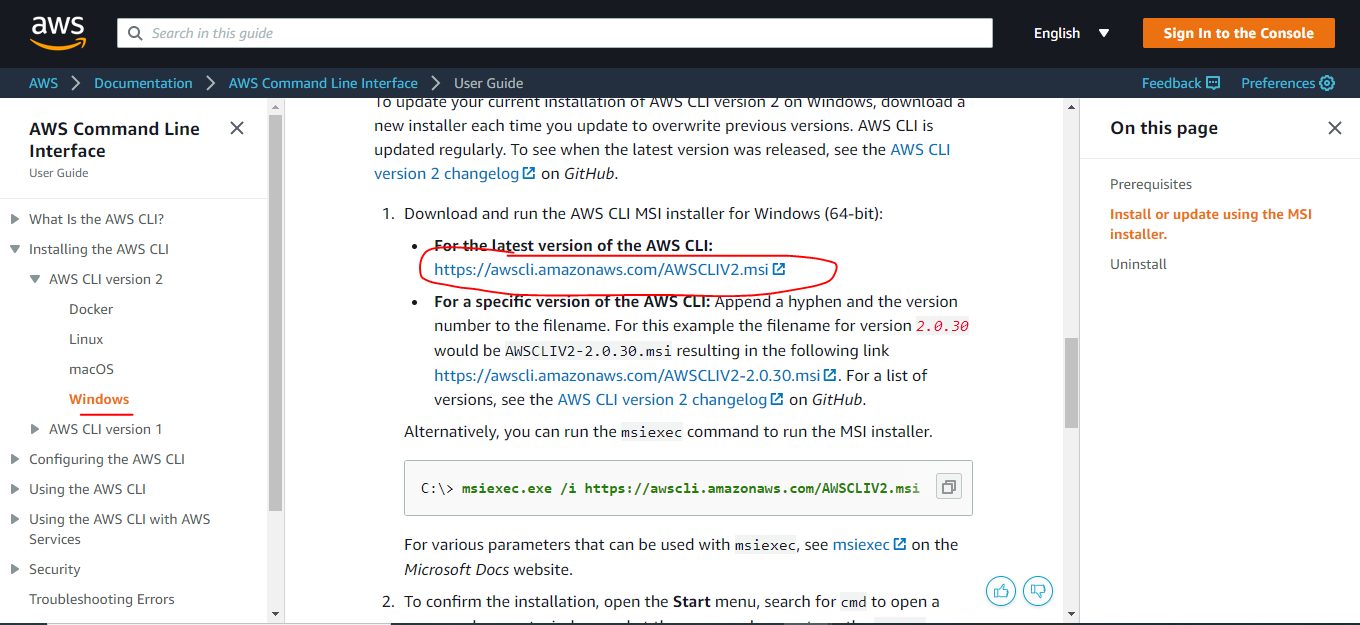 aws
Search in this guide
English
Sign In to the Console
AWS
Documentation
AWS Command Line Interface
User Guide
Feedback
Preferences
AWS Command Line
Interface
User Guide
What Is the AWS CLI?
Installing the AWS CLI
AWS CLI version 2
Docker
Linux
macOS
Windows
AWS CLI version 1
Configuring the AWS CLI
Using the AWS CLI
Using the AWS CLI with AWS
Services
Security
Troubleshooting Errors
To update your current installation of AWS CLI version 2 on Windows, download a
new installer each time you update to overwrite previous versions. AWS CLI is
updated regularly. To see when the latest version was released, see the AWS CLI
version 2 changelog on GitHub.
1. Download and run the AWS CLI MSI installer for Windows (64-bit):
• For the latest version of the AWS CLI:
https://awscli.amazonaws.com/AWSCLIV2.msi
• For a specific version of the AWS CLI: Append a hyphen and the version
number to the filename. For this example the filename for version 2.0.30
would be AWSCLIV2-2.0.30.msi resulting in the following link
https://awscli.amazonaws.com/AWSCLIV2-2.0.30.msi. For a list of
versions, see the AWS CLI version 2 changelog on GitHub.
Alternatively, you can run the msiexec command to run the MSI installer.
C:\> msiexec.exe /i https://awscli.amazonaws.com/AWSCLIV2.msi
For various parameters that can be used with msiexec, see msiexec on the
Microsoft Docs website.
2. To confirm the installation, open the Start menu, search for cmd to open a
On this page
Prerequisites
Install or update using the MSI
installer.
Uninstall